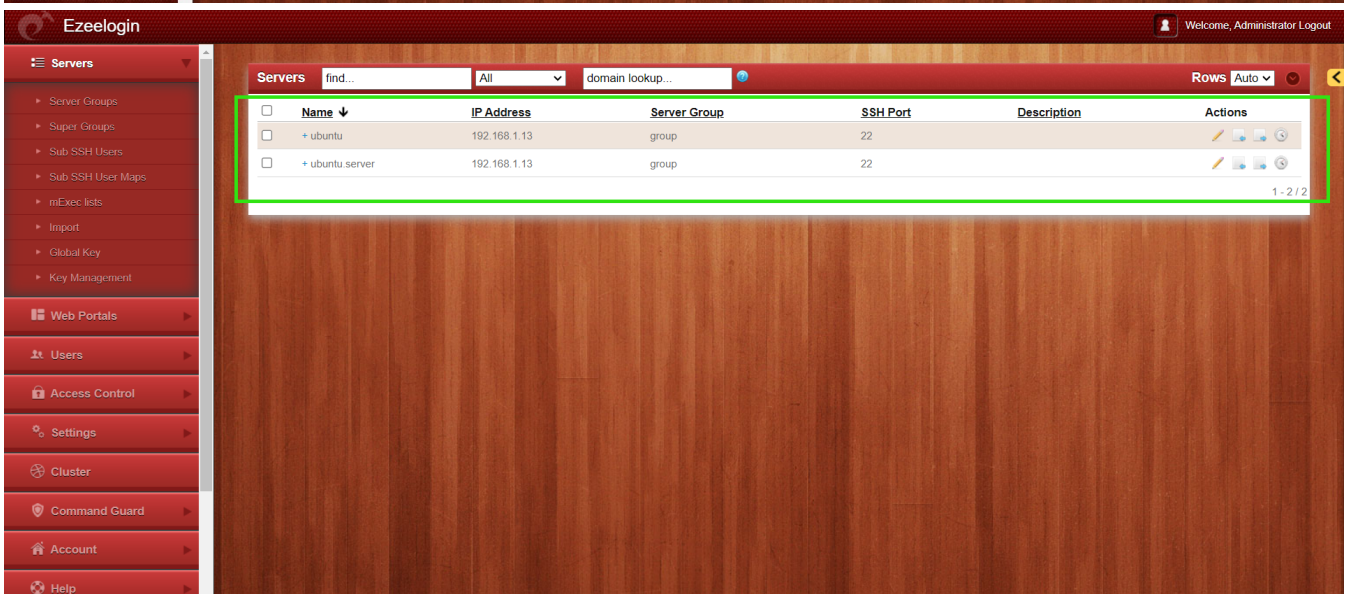 Ezeelogin
Welcome, Administrator Logout
Servers
Server Groups
Super Groups
Sub SSH Users
Sub SSH User Maps
mExec lists
Import
Global Key
Key Management
Web Portals
Users
Access Control
Settings
Cluster
Command Guard
Account
Help
Servers find... All domain lookup... Rows Auto
Name IP Address Server Group SSH Port Description Actions
+ ubuntu 192.168.1.13 group 22
+ ubuntu.server 192.168.1.13 group 22
1 - 2 / 2